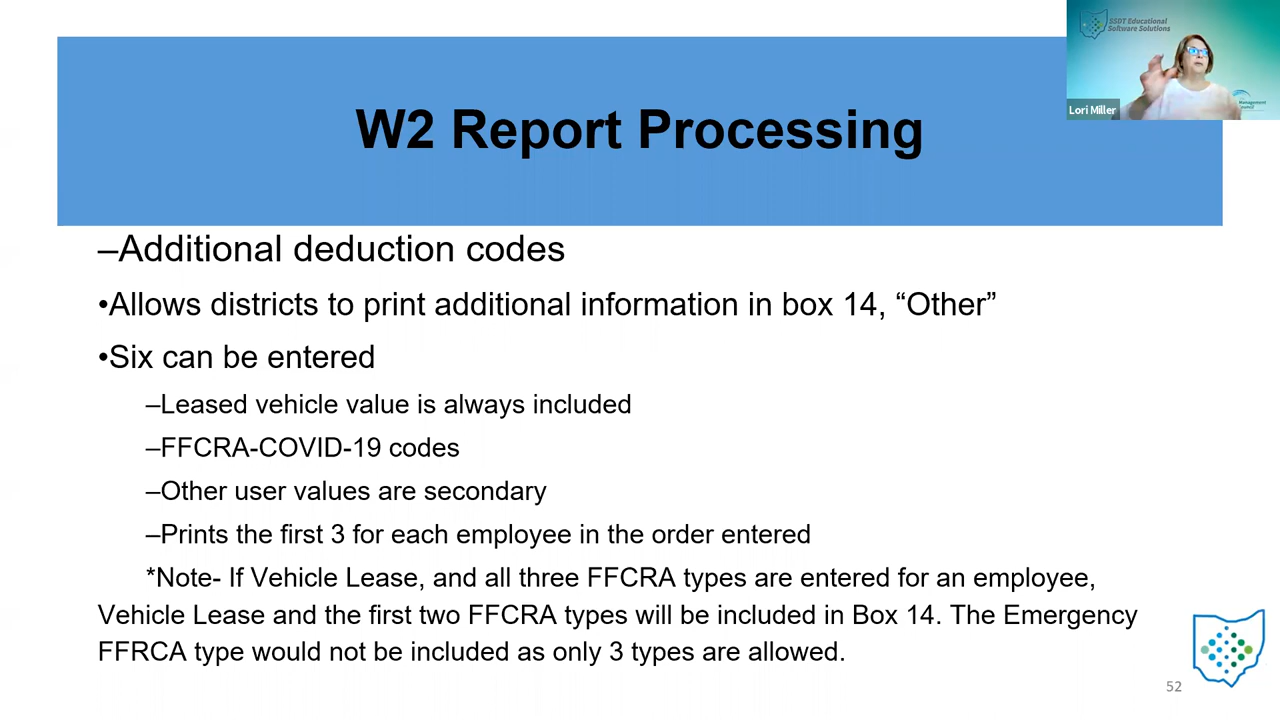 SSDT Educational
Software Solutions
Lori Miller
Management
W2 Report Processing
–Additional deduction codes
•Allows districts to print additional information in box 14, “Other”
•Six can be entered
–Leased vehicle value is always included
–FFCRA-COVID-19 codes
–Other user values are secondary
–Prints the first 3 for each employee in the order entered
*Note- If Vehicle Lease, and all three FFCRA types are entered for an employee,
Vehicle Lease and the first two FFCRA types will be included in Box 14. The Emergency
FFRCA type would not be included as only 3 types are allowed.
52